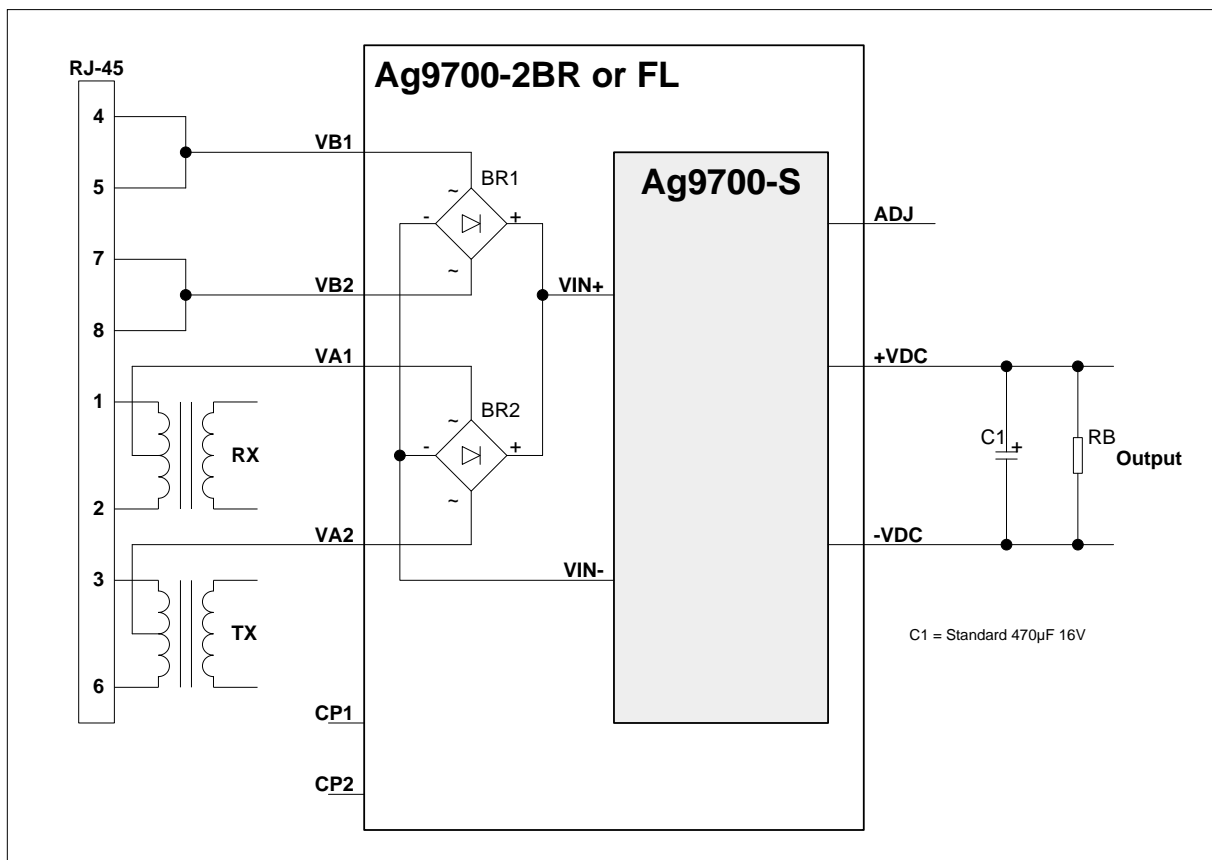 RJ-45
Ag9700-2BR or FL
4
5
7
8
1
2
3
6
VB1
VB2
VA1
VA2
CP1
CP2
RX
TX
BR1
~
-
+
~
BR2
~
-
+
~
VIN+
VIN-
Ag9700-S
ADJ
+VDC
-VDC
C1
+
RB
Output
C1 = Standard 470µF 16V